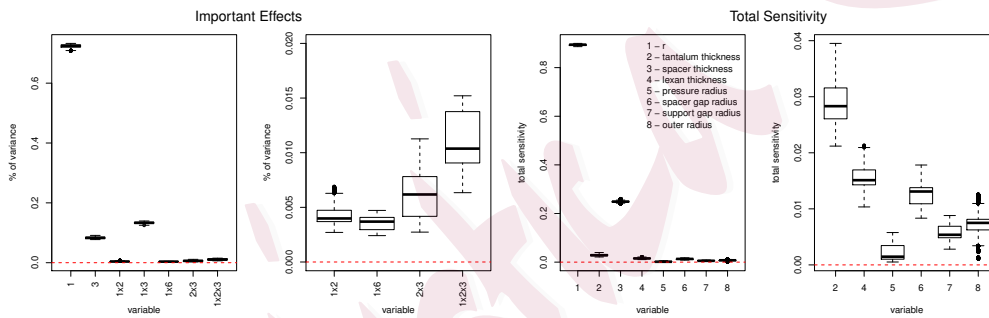 Important Effects
Total Sensitivity
% of variance
0.0
0.2
0.4
0.6
1
3
1x2
1x3
1x6
2x3
1x2x3
variable
% of variance
0.000
0.005
0.010
0.015
0.020
1x2
1x6
2x3
1x2x3
variable
total sensitivity
0.0
0.2
0.4
0.6
0.8
1 – r
2 – tantalum thickness
3 – spacer thickness
4 – lexan thickness
5 – pressure radius
6 – spacer gap radius
7 – support gap radius
8 – outer radius
1 2 3 4 5 6 7 8
variable
total sensitivity
0.00
0.01
0.02
0.03
0.04
2 4 5 6 7 8
variable